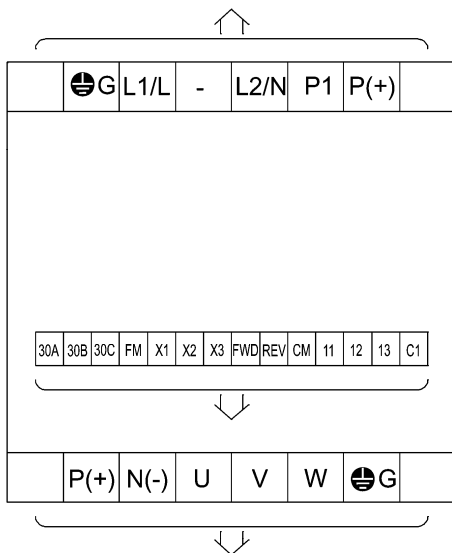 G L1/L - L2/N P1 P(+)
30A 30B 30C FM X1 X2 X3 FWD REV CM 11 12 13 C1
P(+) N(-) U V W G